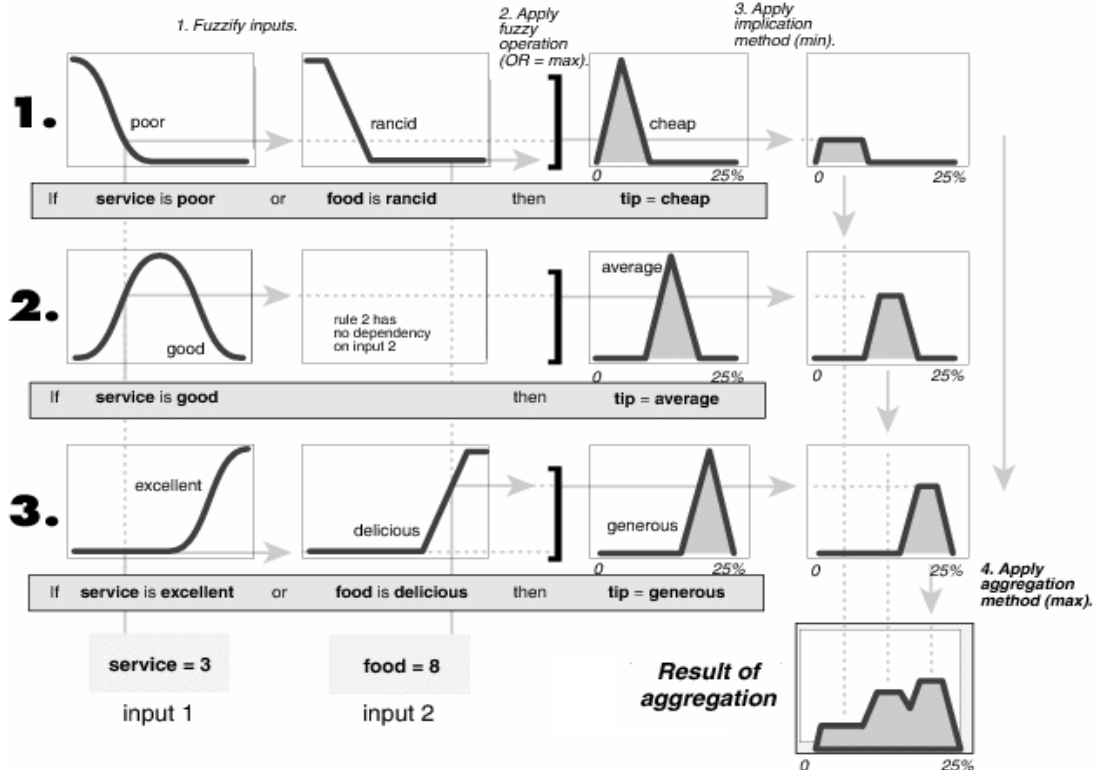 1. Fuzzify inputs.
2. Apply
fuzzy
operation
(OR = max).
3. Apply
implication
method (min).
1.
poor
rancid
cheap
0
25%
0
25%
If service is poor or food is rancid then tip = cheap
2.
good
rule 2 has
no dependency
on input 2
average
0
25%
0
25%
If service is good then tip = average
3.
excellent
delicious
generous
0
25%
0
25%
If service is excellent or food is delicious then tip = generous
4. Apply
aggregation
method (max).
service = 3
food = 8
input 1
input 2
Result of
aggregation
0
25%